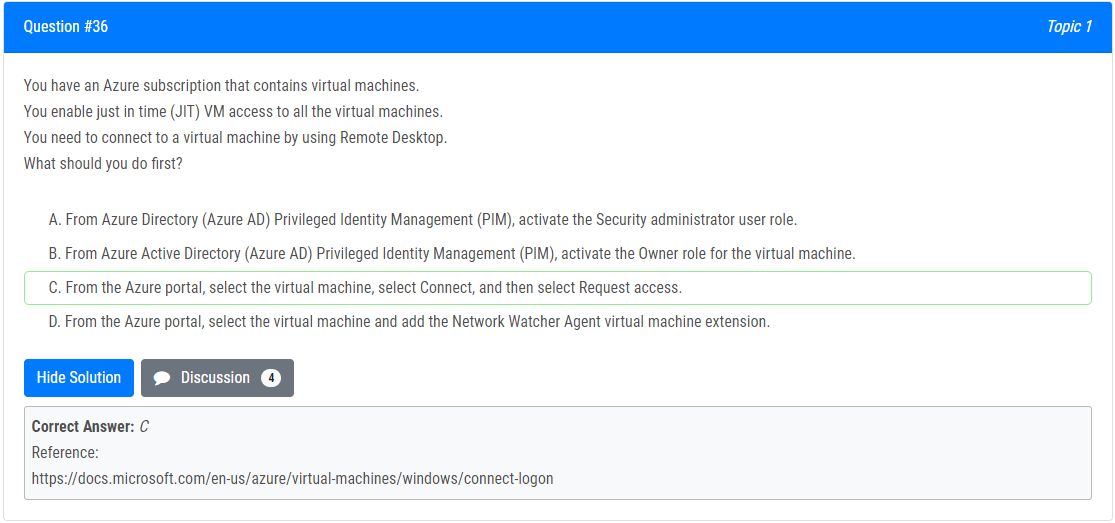 Question #36
Topic 1
You have an Azure subscription that contains virtual machines.
You enable just in time (JIT) VM access to all the virtual machines.
You need to connect to a virtual machine by using Remote Desktop.
What should you do first?
A. From Azure Directory (Azure AD) Privileged Identity Management (PIM), activate the Security administrator user role.
B. From Azure Active Directory (Azure AD) Privileged Identity Management (PIM), activate the Owner role for the virtual machine.
C. From the Azure portal, select the virtual machine, select Connect, and then select Request access.
D. From the Azure portal, select the virtual machine and add the Network Watcher Agent virtual machine extension.
Hide Solution
Discussion 4
Correct Answer: C
Reference:
https://docs.microsoft.com/en-us/azure/virtual-machines/windows/connect-logon